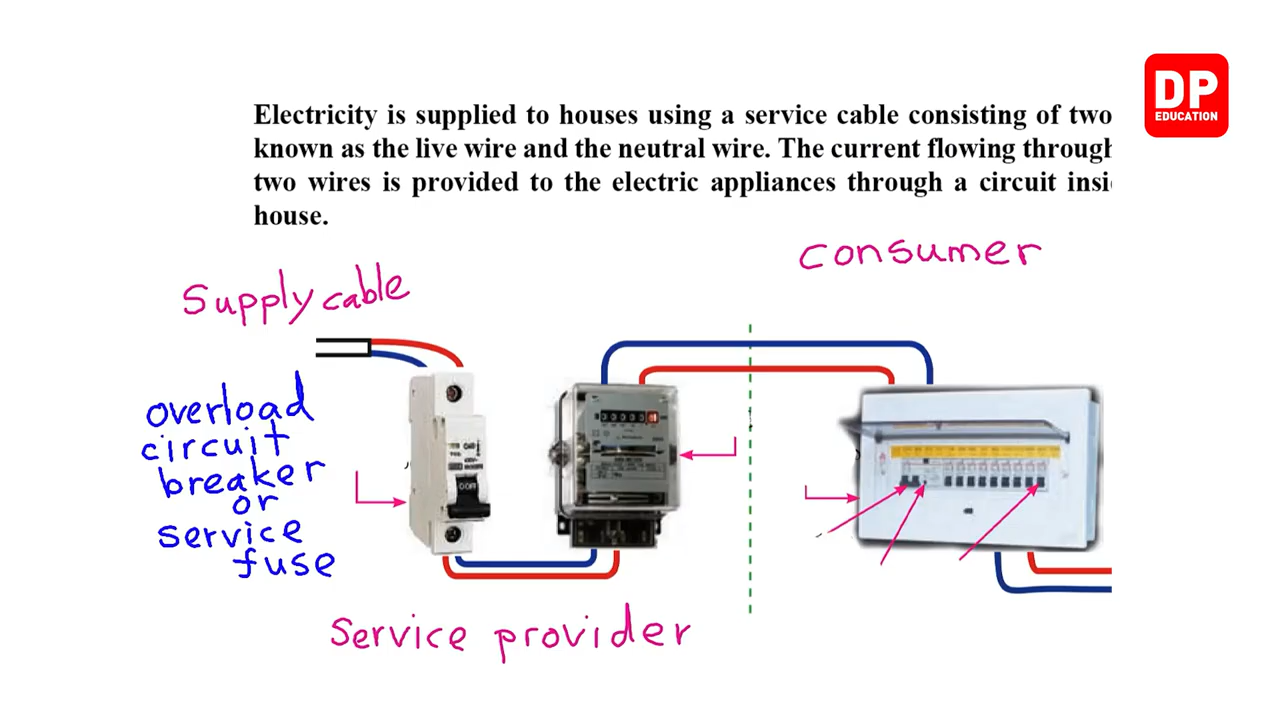 DP
EDUCATION
Electricity is supplied to houses using a service cable consisting of two
known as the live wire and the neutral wire. The current flowing through
two wires is provided to the electric appliances through a circuit insi
house.
consumer
Supply cable
overload
circuit
breaker
or
service
fuse
Service provider